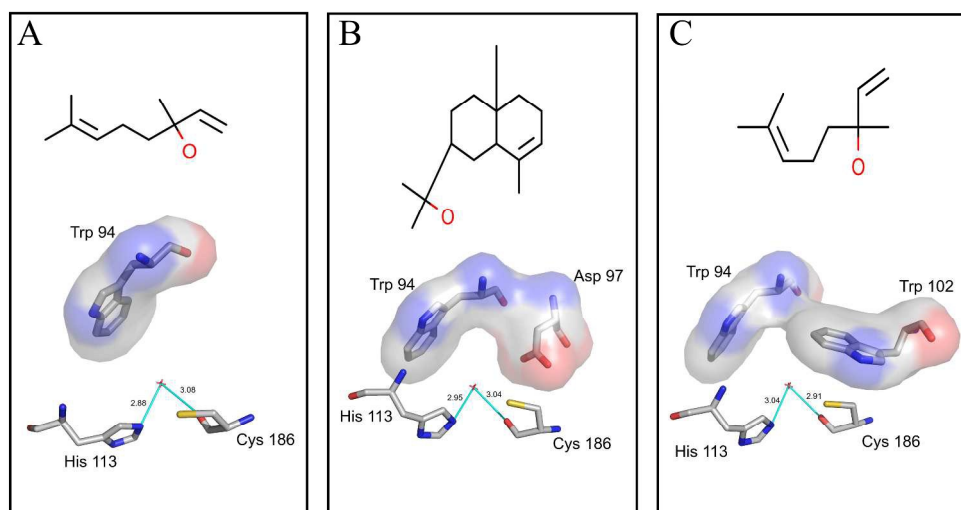 A
O
Trp 94
2.88
3.08
His 113
Cys 186
B
O
Trp 94
Asp 97
2.95
3.04
His 113
Cys 186
C
O
Trp 94
Trp 102
3.04
2.91
His 113
Cys 186